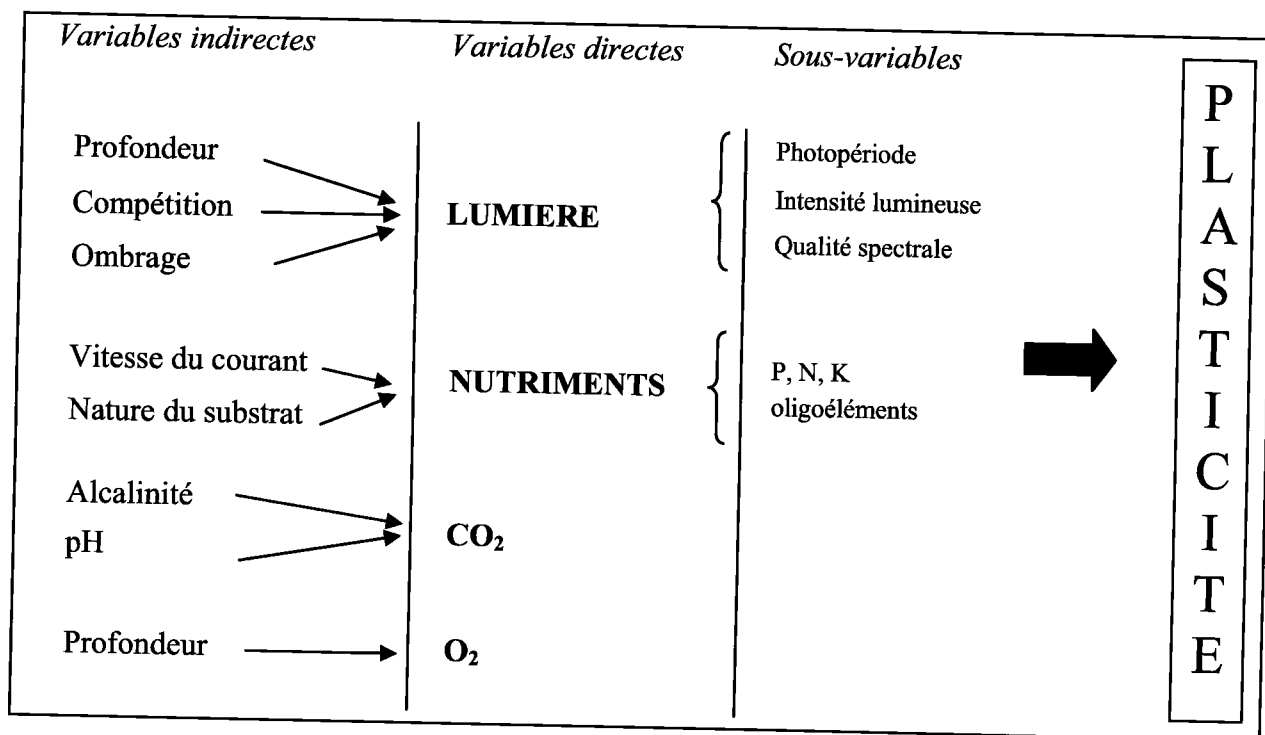 Variables indirectes
Variables directes
Sous-variables
Profondeur
Compétition
Ombrage
LUMIERE
Photopériode
Intensité lumineuse
Qualité spectrale
Vitesse du courant
Nature du substrat
NUTRIMENTS
P, N, K
oligoéléments
Alcalinité
pH
CO₂
Profondeur
O₂
PLASTICITE